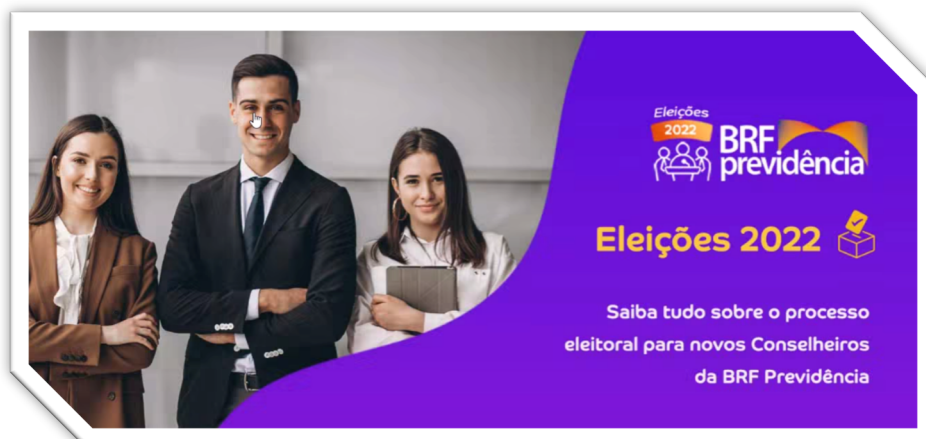 Eleições
2022
BRF
previdência
Eleições 2022
Saiba tudo sobre o processo
eleitoral para novos Conselheiros
da BRF Previdência